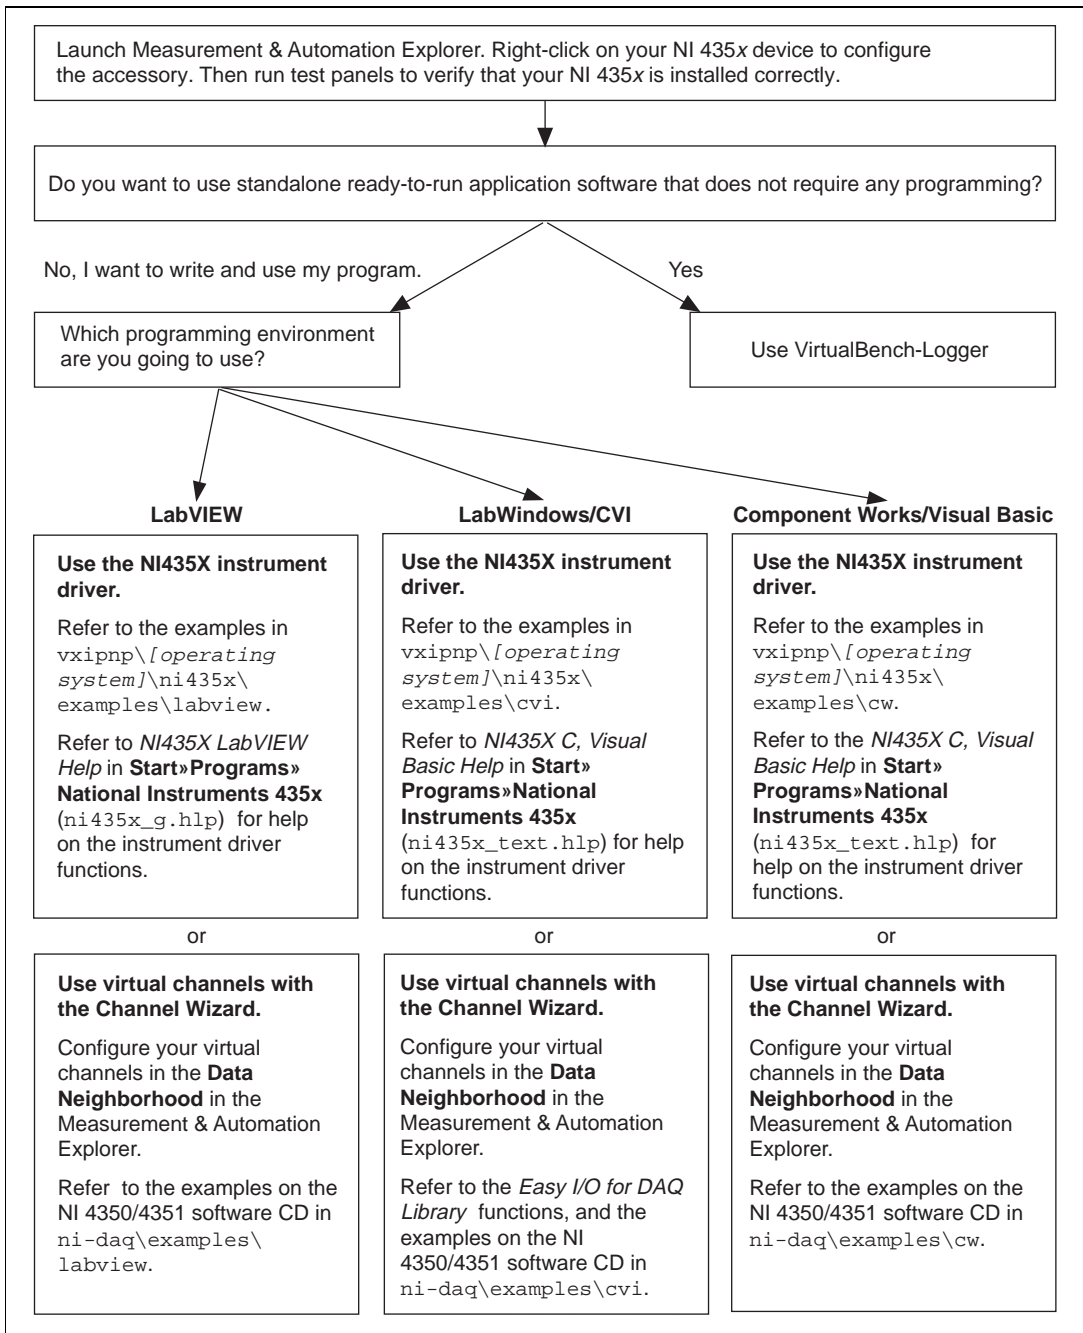 Launch Measurement & Automation Explorer. Right-click on your NI 435x device to configure
the accessory. Then run test panels to verify that your NI 435x is installed correctly.
Do you want to use standalone ready-to-run application software that does not require any programming?
No, I want to write and use my program.
Yes
Which programming environment
are you going to use?
Use VirtualBench-Logger
LabVIEW
Use the NI435X instrument
driver.
Refer to the examples in
vxipnp\[operating
system]\ni435x\
examples\labview.
Refer to NI435X LabVIEW
Help in Start»Programs»
National Instruments 435x
(ni435x_g.hlp) for help
on the instrument driver
functions.
or
Use virtual channels with
the Channel Wizard.
Configure your virtual
channels in the Data
Neighborhood in the
Measurement & Automation
Explorer.
Refer to the examples on the
NI 4350/4351 software CD in
ni-daq\examples\
labview.
LabWindows/CVI
Use the NI435X instrument
driver.
Refer to the examples in
vxipnp\[operating
system]\ni435x\
examples\cvi.
Refer to NI435X C, Visual
Basic Help in Start»
Programs»National
Instruments 435x
(ni435x_text.hlp) for help
on the instrument driver
functions.
or
Use virtual channels with
the Channel Wizard.
Configure your virtual
channels in the Data
Neighborhood in the
Measurement & Automation
Explorer.
Refer to the Easy I/O for DAQ
Library functions, and the
examples on the NI
4350/4351 software CD in
ni-daq\examples\cvi.
Component Works/Visual Basic
Use the NI435X instrument
driver.
Refer to the examples in
vxipnp\[operating
system]\ni435x\
examples\cw.
Refer to the NI435X C, Visual
Basic Help in Start»
Programs»National
Instruments 435x
(ni435x_text.hlp) for
help on the instrument driver
functions.
or
Use virtual channels with
the Channel Wizard.
Configure your virtual
channels in the Data
Neighborhood in the
Measurement & Automation
Explorer.
Refer to the examples on the
NI 4350/4351 software CD in
ni-daq\examples\cw.